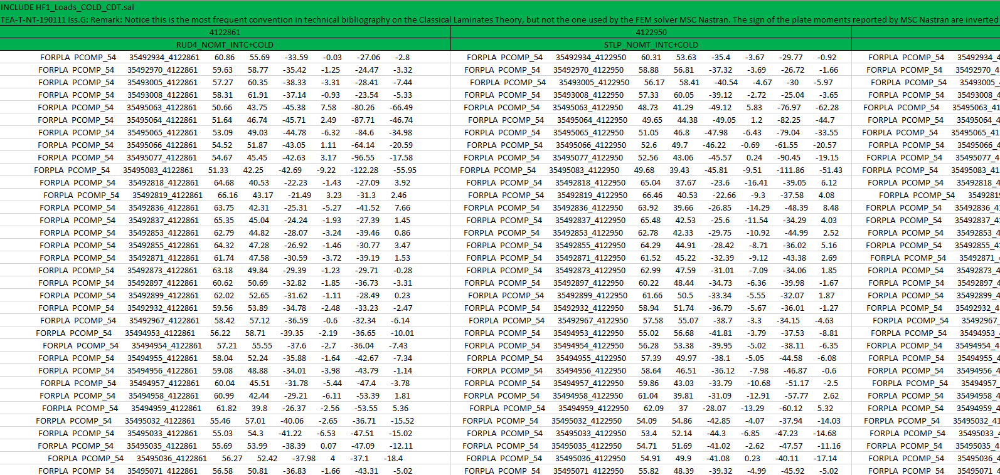 INCLUDE HF1_Loads_COLD_CDT.sal
TEA-T-NT-190111 Iss.G: Remark: Notice this is the most frequent convention in technical bibliography on the Classical Laminates Theory, but not the one used by the FEM solver MSC Nastran. The sign of the plate moments reported by MSC Nastran are inverted
4122861 4122950
RUD4_NOMT_INTC+COLD STLP_NOMT_INTC+COLD
FORPLA PCOMP_54 35492934_4122861 60.86 55.69 -33.59 -0.03 -27.06 -2.8 FORPLA PCOMP_54 35492934_4122950 60.31 53.63 -35.4 -3.67 -29.77 -0.92 FORPLA PCOMP_54 35492934_4
FORPLA PCOMP_54 35492970_4122861 59.63 58.77 -35.42 -1.25 -24.47 -3.32 FORPLA PCOMP_54 35492970_4122950 58.88 56.81 -37.32 -3.69 -26.72 -1.66 FORPLA PCOMP_54 35492970_4
FORPLA PCOMP_54 35493005_4122861 57.27 60.35 -38.33 -3.31 -28.41 -7.44 FORPLA PCOMP_54 35493005_4122950 56.17 58.41 -40.54 -4.67 -30 -5.97 FORPLA PCOMP_54 35493005_
FORPLA PCOMP_54 35493008_4122861 58.31 61.91 -37.14 -0.93 -23.54 -5.33 FORPLA PCOMP_54 35493008_4122950 57.33 60.05 -39.12 -2.72 -25.04 -3.65 FORPLA PCOMP_54 35493008_4
FORPLA PCOMP_54 35495063_4122861 50.66 43.75 -45.38 7.58 -80.26 -66.49 FORPLA PCOMP_54 35495063_4122950 48.73 41.29 -49.12 5.83 -76.97 -62.28 FORPLA PCOMP_54 35495063_41
FORPLA PCOMP_54 35495064_4122861 51.64 46.74 -45.71 2.49 -87.71 -46.74 FORPLA PCOMP_54 35495064_4122950 49.65 44.38 -49.05 1.2 -82.25 -44.7 FORPLA PCOMP_54 35495064_4
FORPLA PCOMP_54 35495065_4122861 53.09 49.03 -44.78 -6.32 -84.6 -34.98 FORPLA PCOMP_54 35495065_4122950 51.05 46.8 -47.98 -6.43 -79.04 -33.55 FORPLA PCOMP_54 35495065_41
FORPLA PCOMP_54 35495066_4122861 54.52 51.87 -43.05 1.11 -64.14 -20.59 FORPLA PCOMP_54 35495066_4122950 52.6 49.7 -46.22 -0.69 -61.55 -20.57 FORPLA PCOMP_54 35495066_4
FORPLA PCOMP_54 35495077_4122861 54.67 45.45 -42.63 3.17 -96.55 -17.58 FORPLA PCOMP_54 35495077_4122950 52.56 43.06 -45.57 0.24 -90.45 -19.15 FORPLA PCOMP_54 35495077_4
FORPLA PCOMP_54 35495083_4122861 51.33 42.25 -42.69 -9.22 -122.28 -55.95 FORPLA PCOMP_54 35495083_4122950 49.68 39.43 -45.81 -9.51 -111.86 -51.43 FORPLA PCOMP_54 35495083_41
FORPLA PCOMP_54 35492818_4122861 64.68 40.53 -22.23 -1.43 -27.09 3.92 FORPLA PCOMP_54 35492818_4122950 65.04 37.67 -23.6 -16.41 -39.05 6.12 FORPLA PCOMP_54 35492818_4
FORPLA PCOMP_54 35492819_4122861 66.16 43.17 -21.49 3.23 -31.3 2.46 FORPLA PCOMP_54 35492819_4122950 66.46 40.53 -22.66 -9.3 -37.58 4.08 FORPLA PCOMP_54 35492819
FORPLA PCOMP_54 35492836_4122861 63.75 42.31 -25.31 -5.27 -41.52 7.66 FORPLA PCOMP_54 35492836_4122950 63.92 39.66 -26.85 -14.29 -48.39 8.48 FORPLA PCOMP_54 35492836_4
FORPLA PCOMP_54 35492837_4122861 65.35 45.04 -24.24 -1.93 -27.39 1.45 FORPLA PCOMP_54 35492837_4122950 65.48 42.53 -25.6 -11.54 -34.29 4.03 FORPLA PCOMP_54 35492837_4
FORPLA PCOMP_54 35492853_4122861 62.79 44.82 -28.07 -3.24 -39.46 0.86 FORPLA PCOMP_54 35492853_4122950 62.78 42.33 -29.75 -10.92 -44.99 2.52 FORPLA PCOMP_54 35492853_4
FORPLA PCOMP_54 35492855_4122861 64.32 47.28 -26.92 -1.46 -30.77 3.47 FORPLA PCOMP_54 35492855_4122950 64.29 44.91 -28.42 -8.71 -36.02 5.16 FORPLA PCOMP_54 35492855_4
FORPLA PCOMP_54 35492871_4122861 61.74 47.58 -30.59 -3.72 -39.19 1.53 FORPLA PCOMP_54 35492871_4122950 61.52 45.22 -32.39 -9.12 -43.38 2.69 FORPLA PCOMP_54 35492871_
FORPLA PCOMP_54 35492873_4122861 63.18 49.84 -29.39 -1.23 -29.71 -0.28 FORPLA PCOMP_54 35492873_4122950 62.99 47.59 -31.01 -7.09 -34.06 1.85 FORPLA PCOMP_54 35492873_4
FORPLA PCOMP_54 35492897_4122861 60.62 50.69 -32.82 -1.85 -36.73 -3.31 FORPLA PCOMP_54 35492897_4122950 60.22 48.44 -34.73 -6.36 -39.98 -1.67 FORPLA PCOMP_54 35492897_4
FORPLA PCOMP_54 35492899_4122861 62.02 52.65 -31.62 -1.11 -28.49 0.23 FORPLA PCOMP_54 35492899_4122950 61.66 50.5 -33.34 -5.55 -32.07 1.87 FORPLA PCOMP_54 35492899_
FORPLA PCOMP_54 35492932_4122861 59.56 53.89 -34.78 -2.48 -33.23 -2.47 FORPLA PCOMP_54 35492932_4122950 58.94 51.74 -36.79 -5.67 -36.01 -1.27 FORPLA PCOMP_54 35492932_4
FORPLA PCOMP_54 35492967_4122861 58.42 57.12 -36.59 -0.6 -32.34 -6.14 FORPLA PCOMP_54 35492967_4122950 57.58 55.07 -38.7 -3.3 -34.15 -4.63 FORPLA PCOMP_54 35492967_
FORPLA PCOMP_54 35494953_4122861 56.22 58.71 -39.35 -2.19 -36.65 -10.01 FORPLA PCOMP_54 35494953_4122950 55.02 56.68 -41.81 -3.79 -37.53 -8.81 FORPLA PCOMP_54 35494953_4
FORPLA PCOMP_54 35494954_4122861 57.21 55.55 -37.6 -2.7 -36.04 -7.43 FORPLA PCOMP_54 35494954_4122950 56.28 53.38 -39.95 -5.02 -38.11 -6.35 FORPLA PCOMP_54 35494954_4
FORPLA PCOMP_54 35494955_4122861 58.04 52.24 -35.88 -1.64 -42.67 -7.34 FORPLA PCOMP_54 35494955_4122950 57.39 49.97 -38.1 -5.05 -44.58 -6.08 FORPLA PCOMP_54 35494955_4
FORPLA PCOMP_54 35494956_4122861 59.08 48.88 -34.01 -3.98 -43.79 -1.14 FORPLA PCOMP_54 35494956_4122950 58.64 46.51 -36.12 -7.98 -46.87 -0.6 FORPLA PCOMP_54 35494956_4
FORPLA PCOMP_54 35494957_4122861 60.04 45.51 -31.78 -5.44 -47.4 -3.78 FORPLA PCOMP_54 35494957_4122950 59.86 43.03 -33.79 -10.68 -51.17 -2.5 FORPLA PCOMP_54 35494957_
FORPLA PCOMP_54 35494958_4122861 60.99 42.44 -29.21 -6.11 -53.39 1.81 FORPLA PCOMP_54 35494958_4122950 61.04 39.81 -31.09 -12.91 -57.77 2.62 FORPLA PCOMP_54 35494958_4
FORPLA PCOMP_54 35494959_4122861 61.82 39.8 -26.37 -2.56 -53.55 5.36 FORPLA PCOMP_54 35494959_4122950 62.09 37 -28.07 -13.29 -60.12 5.32 FORPLA PCOMP_54 35494959_
FORPLA PCOMP_54 35495032_4122861 55.46 57.01 -40.06 -2.65 -36.71 -15.52 FORPLA PCOMP_54 35495032_4122950 54.09 54.86 -42.85 -4.07 -37.94 -14.03 FORPLA PCOMP_54 35495032_41
FORPLA PCOMP_54 35495033_4122861 55.03 54.3 -41.22 -6.53 -47.51 -15.02 FORPLA PCOMP_54 35495033_4122950 53.4 52.14 -44.3 -6.85 -47.23 -14.68 FORPLA PCOMP_54 35495033_
FORPLA PCOMP_54 35495035_4122861 55.69 53.99 -38.39 0.07 -47.09 -12.11 FORPLA PCOMP_54 35495035_4122950 54.71 51.69 -41.02 -2.62 -47.57 -11.16 FORPLA PCOMP_54 35495035_4
FORPLA PCOMP_54 35495036_4122861 56.27 52.42 -37.98 4 -37.1 -18.4 FORPLA PCOMP_54 35495036_4122950 54.91 49.9 -41.08 0.23 -40.11 -17.14 FORPLA PCOMP_54 35495036_4
FORPLA PCOMP_54 35495071_4122861 56.58 50.81 -36.83 -1.66 -43.31 -5.02 FORPLA PCOMP_54 35495071_4122950 55.82 48.39 -39.32 -4.99 -45.92 -5.02 FORPLA PCOMP_54 35495071_4